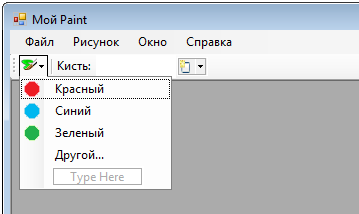 Мой Paint
Файл Рисунок Окно Справка
Кисть:
Красный
Синий
Зеленый
Другой...
Type Here